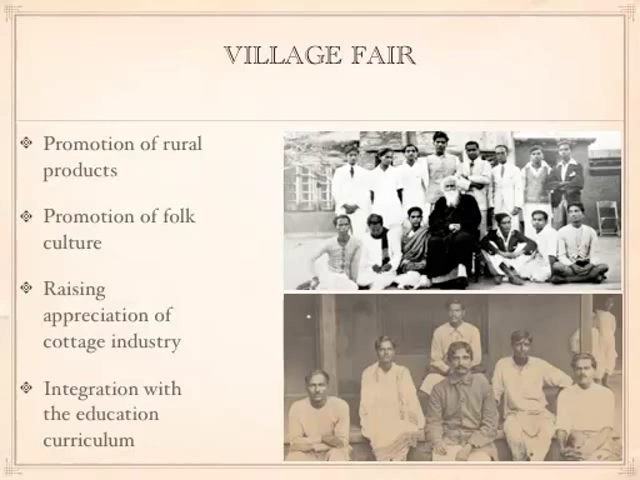 VILLAGE FAIR
Promotion of rural
products
Promotion of folk
culture
Raising
appreciation of
cottage industry
Integration with
the education
curriculum